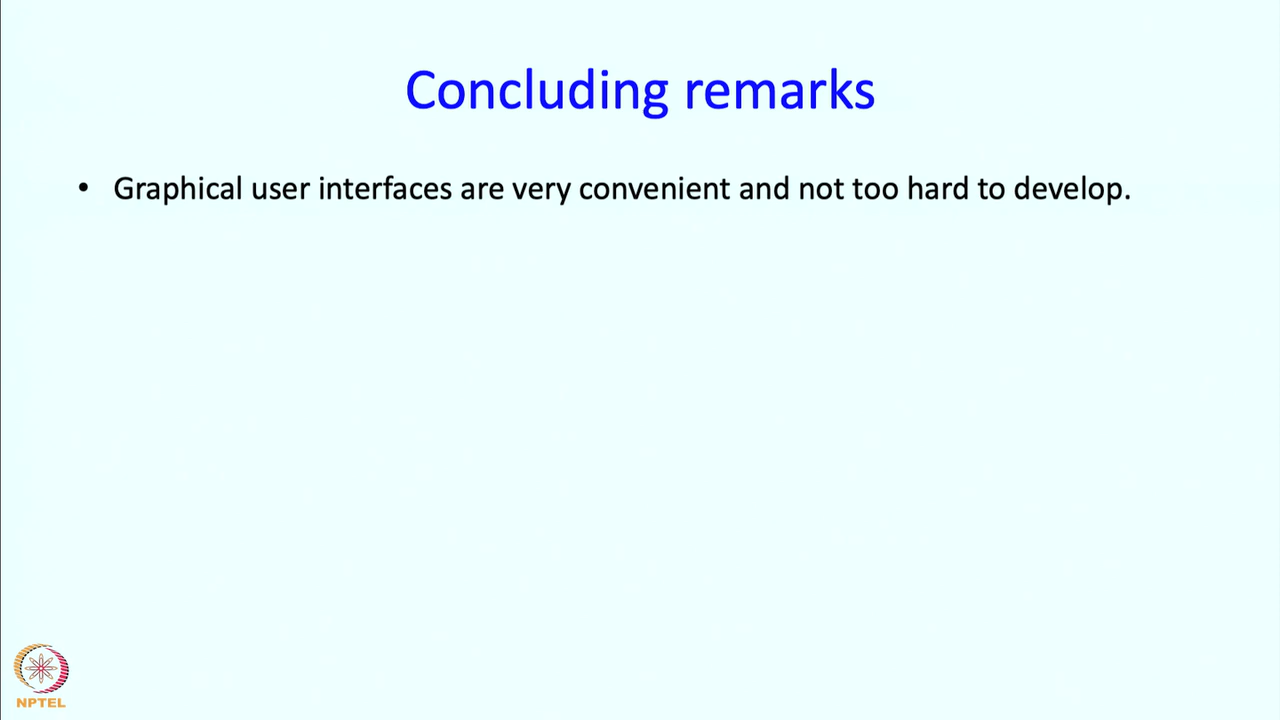 Concluding remarks
• Graphical user interfaces are very convenient and not too hard to develop.
NPTEL